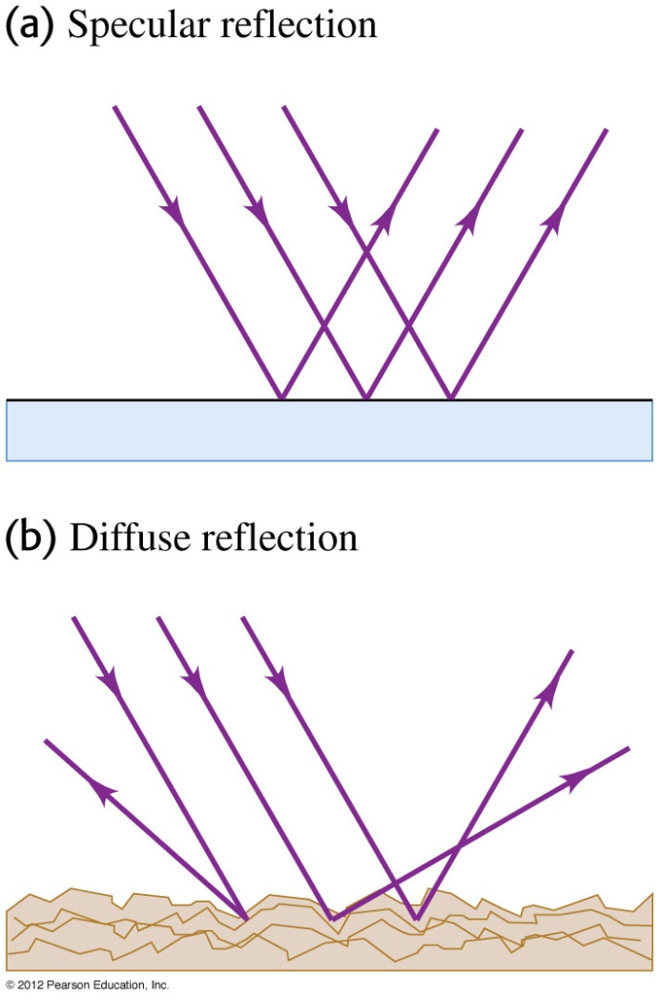 (a) Specular reflection
(b) Diffuse reflection
© 2012 Pearson Education, Inc.